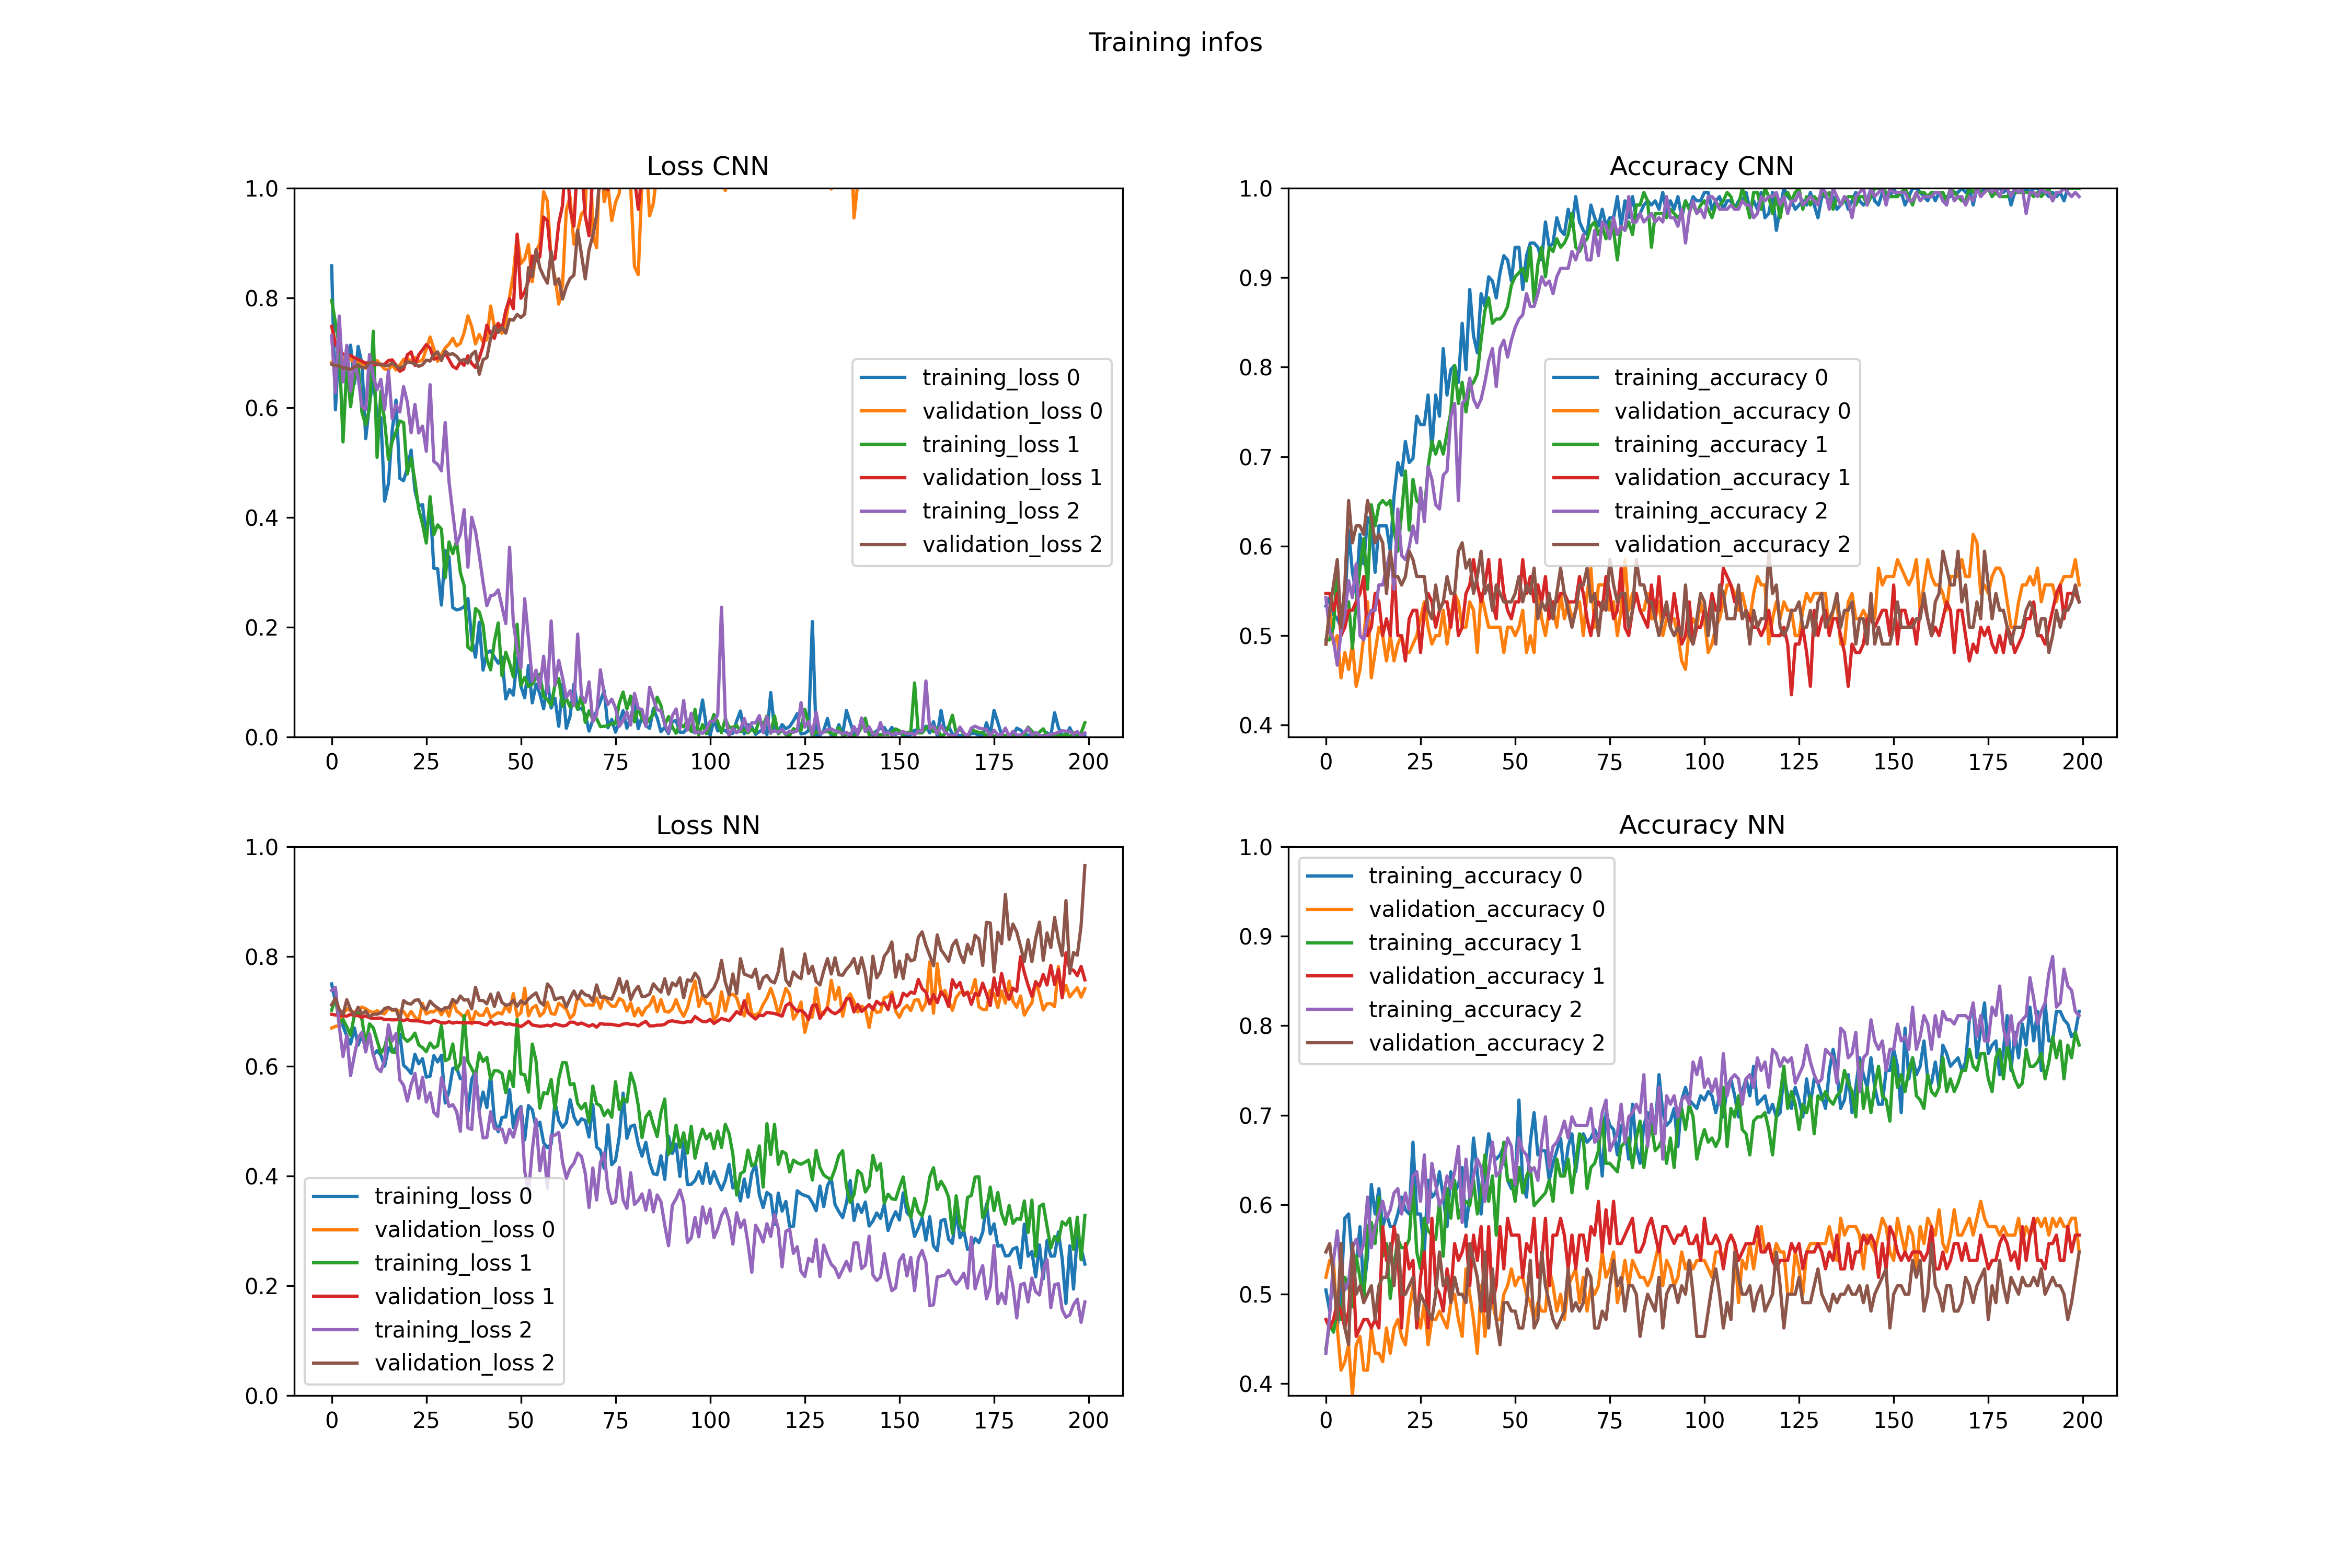 Training infos
Loss CNN
1.0
0.8
0.6
0.4
0.2
0.0
0 25 50 75 100 125 150 175 200
training_loss 0
validation_loss 0
training_loss 1
validation_loss 1
training_loss 2
validation_loss 2
Accuracy CNN
1.0
0.9
0.8
0.7
0.6
0.5
0.4
0 25 50 75 100 125 150 175 200
training_accuracy 0
validation_accuracy 0
training_accuracy 1
validation_accuracy 1
training_accuracy 2
validation_accuracy 2
Loss NN
1.0
0.8
0.6
0.4
0.2
0.0
0 25 50 75 100 125 150 175 200
training_loss 0
validation_loss 0
training_loss 1
validation_loss 1
training_loss 2
validation_loss 2
Accuracy NN
1.0
0.9
0.8
0.7
0.6
0.5
0.4
0 25 50 75 100 125 150 175 200
training_accuracy 0
validation_accuracy 0
training_accuracy 1
validation_accuracy 1
training_accuracy 2
validation_accuracy 2